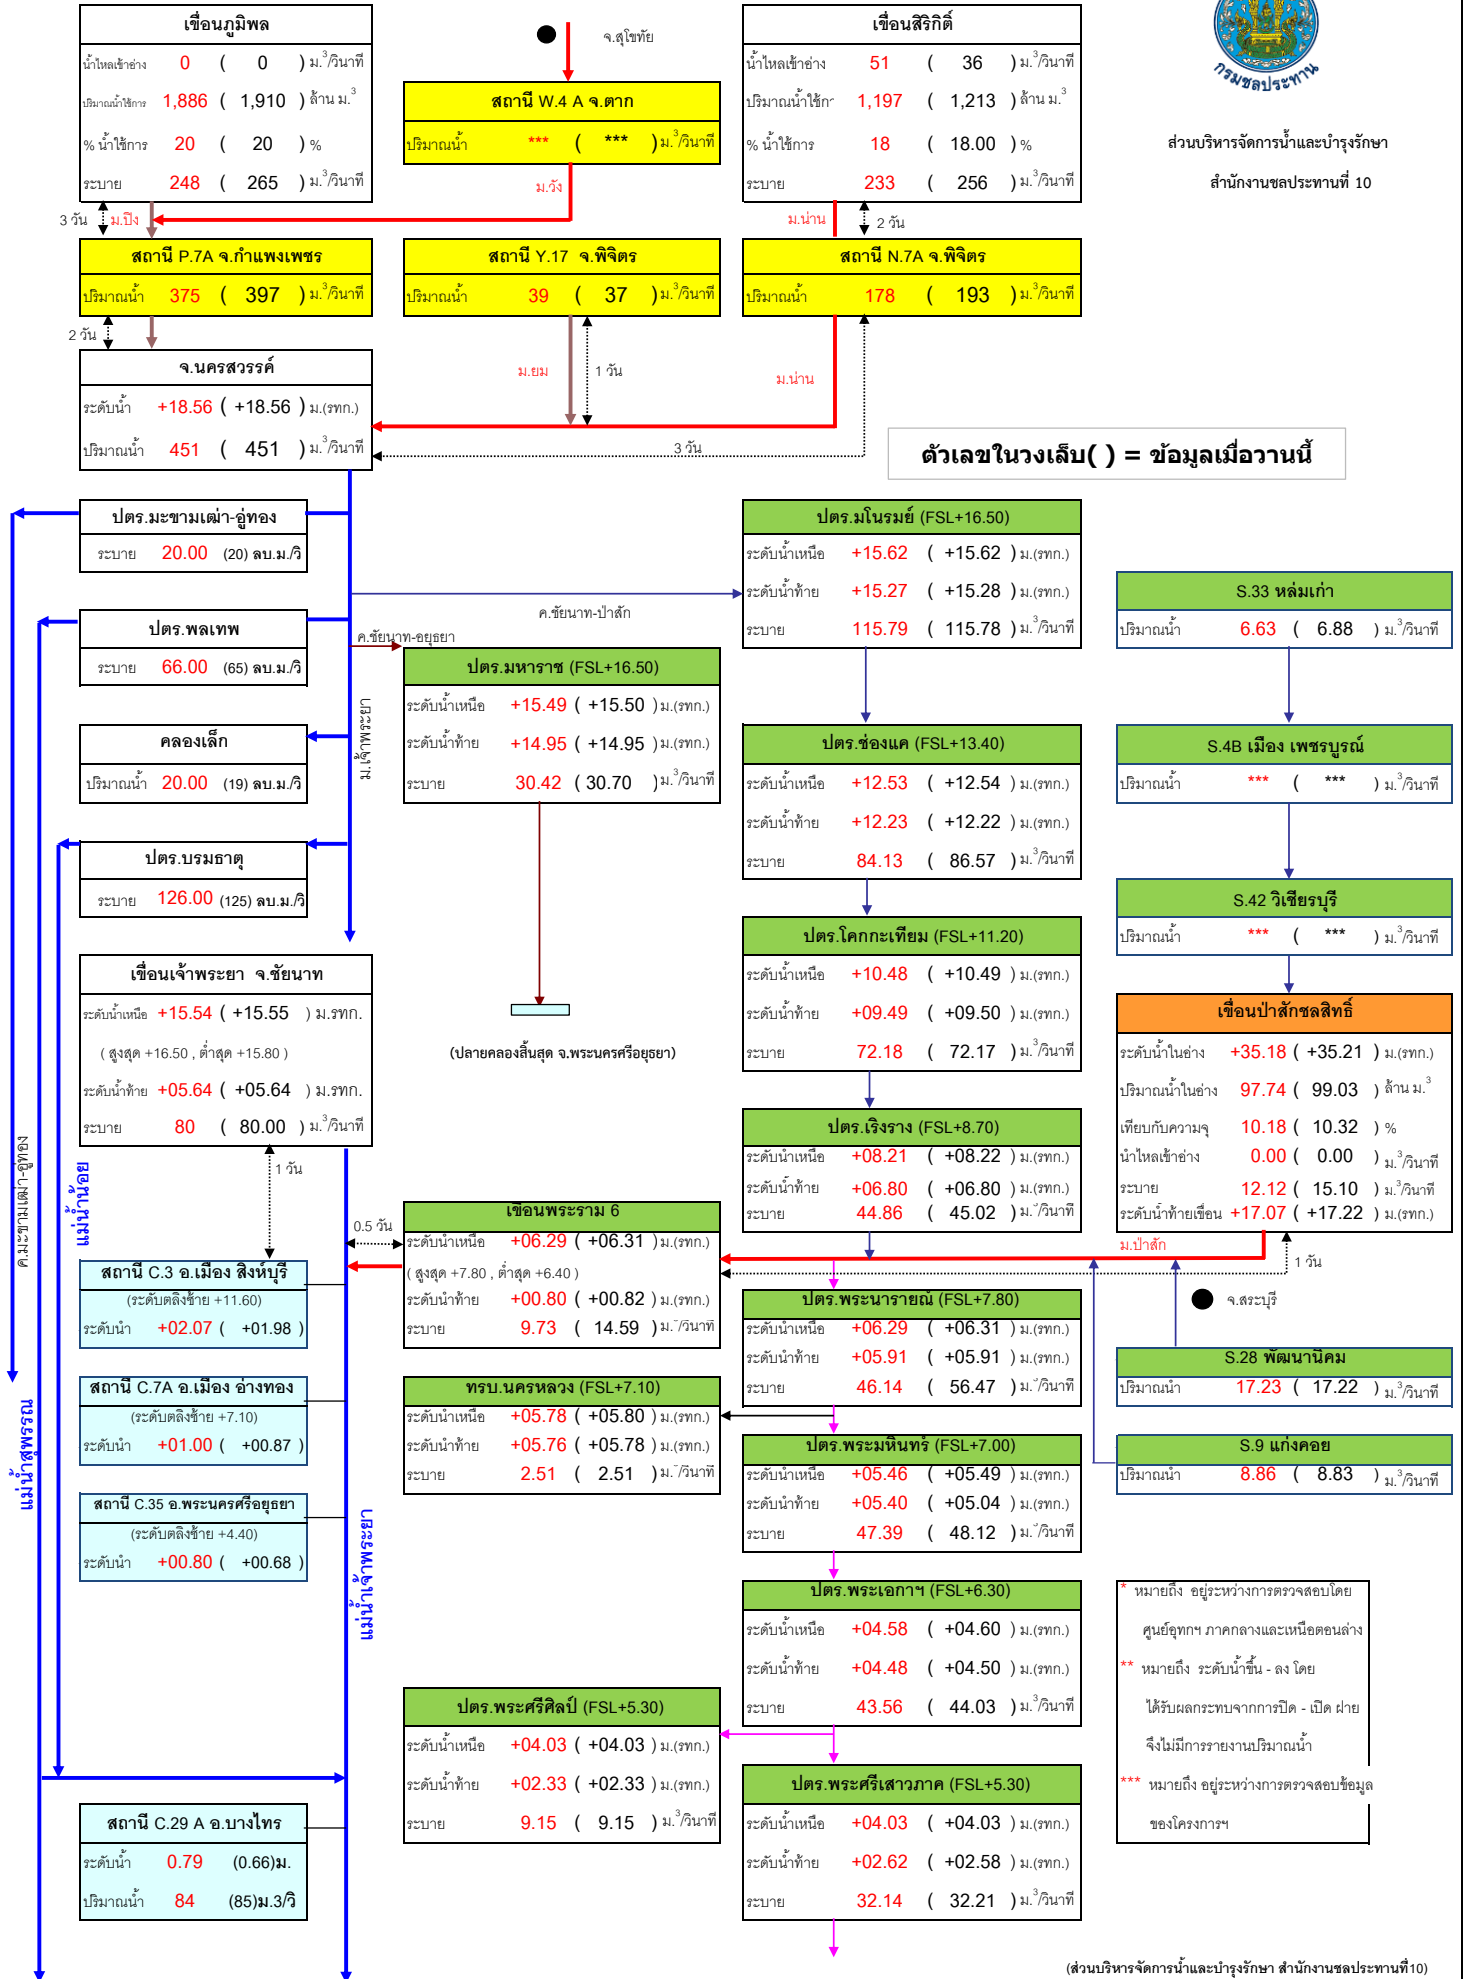 เขื่อนภูมิพล
น้ำไหลเข้าอ่าง 0 ( 0 ) ม.³/วินาที
ปริมาณน้ำใช้การ 1,886 ( 1,910 ) ล้าน ม.³
% น้ำใช้การ 20 ( 20 ) %
ระบาย 248 ( 265 ) ม.³/วินาที
จ.สุโขทัย
สถานี W.4 A จ.ตาก
ปริมาณน้ำ *** ( *** ) ม.³/วินาที
เขื่อนสิริกิติ์
น้ำไหลเข้าอ่าง 51 ( 36 ) ม.³/วินาที
ปริมาณน้ำใช้กา 1,197 ( 1,213 ) ล้าน ม.³
% น้ำใช้การ 18 ( 18.00 ) %
ระบาย 233 ( 256 ) ม.³/วินาที
กรมชลประทาน
ส่วนบริหารจัดการน้ำและบำรุงรักษา
สำนักงานชลประทานที่ 10
3 วัน ม.ปิง
ม.วัง
ม.น่าน 2 วัน
สถานี P.7A จ.กำแพงเพชร
ปริมาณน้ำ 375 ( 397 ) ม.³/วินาที
สถานี Y.17 จ.พิจิตร
ปริมาณน้ำ 39 ( 37 ) ม.³/วินาที
สถานี N.7A จ.พิจิตร
ปริมาณน้ำ 178 ( 193 ) ม.³/วินาที
2 วัน
ม.ยม 1 วัน
ม.น่าน
3 วัน
จ.นครสวรรค์
ระดับน้ำ +18.56 ( +18.56 ) ม.(รทก.)
ปริมาณน้ำ 451 ( 451 ) ม.³/วินาที
ตัวเลขในวงเล็บ( ) = ข้อมูลเมื่อวานนี้
ปตร.มะขามเฒ่า-อู่ทอง
ระบาย 20.00 (20) ลบ.ม./วิ
ปตร.พลเทพ
ระบาย 66.00 (65) ลบ.ม./วิ
คลองเล็ก
ปริมาณน้ำ 20.00 (19) ลบ.ม./วิ
ปตร.บรมธาตุ
ระบาย 126.00 (125) ลบ.ม./วิ
ค.ชัยนาท-ป่าสัก
ค.ชัยนาท-อยุธยา
ม.เจ้าพระยา
ปตร.มหาราช (FSL+16.50)
ระดับน้ำเหนือ +15.49 ( +15.50 ) ม.(รทก.)
ระดับน้ำท้าย +14.95 ( +14.95 ) ม.(รทก.)
ระบาย 30.42 ( 30.70 ) ม.³/วินาที
(ปลายคลองสิ้นสุด จ.พระนครศรีอยุธยา)
ปตร.มโนรมย์ (FSL+16.50)
ระดับน้ำเหนือ +15.62 ( +15.62 ) ม.(รทก.)
ระดับน้ำท้าย +15.27 ( +15.28 ) ม.(รทก.)
ระบาย 115.79 ( 115.78 ) ม.³/วินาที
ปตร.ช่องแค (FSL+13.40)
ระดับน้ำเหนือ +12.53 ( +12.54 ) ม.(รทก.)
ระดับน้ำท้าย +12.23 ( +12.22 ) ม.(รทก.)
ระบาย 84.13 ( 86.57 ) ม.³/วินาที
ปตร.โคกกะเทียม (FSL+11.20)
ระดับน้ำเหนือ +10.48 ( +10.49 ) ม.(รทก.)
ระดับน้ำท้าย +09.49 ( +09.50 ) ม.(รทก.)
ระบาย 72.18 ( 72.17 ) ม.³/วินาที
ปตร.เริงราง (FSL+8.70)
ระดับน้ำเหนือ +08.21 ( +08.22 ) ม.(รทก.)
ระดับน้ำท้าย +06.80 ( +06.80 ) ม.(รทก.)
ระบาย 44.86 ( 45.02 ) ม.³/วินาที
S.33 หล่มเก่า
ปริมาณน้ำ 6.63 ( 6.88 ) ม.³/วินาที
S.4B เมือง เพชรบูรณ์
ปริมาณน้ำ *** ( *** ) ม.³/วินาที
S.42 วิเชียรบุรี
ปริมาณน้ำ *** ( *** ) ม.³/วินาที
เขื่อนป่าสักชลสิทธิ์
ระดับน้ำในอ่าง +35.18 ( +35.21 ) ม.(รทก.)
ปริมาณน้ำในอ่าง 97.74 ( 99.03 ) ล้าน ม.³
เทียบกับความจุ 10.18 ( 10.32 ) %
น้ำไหลเข้าอ่าง 0.00 ( 0.00 ) ม.³/วินาที
ระบาย 12.12 ( 15.10 ) ม.³/วินาที
ระดับน้ำท้ายเขื่อน +17.07 ( +17.22 ) ม.(รทก.)
เขื่อนเจ้าพระยา จ.ชัยนาท
ระดับน้ำเหนือ +15.54 ( +15.55 ) ม.รทก.
( สูงสุด +16.50 , ต่ำสุด +15.80 )
ระดับน้ำท้าย +05.64 ( +05.64 ) ม.รทก.
ระบาย 80 ( 80.00 ) ม.³/วินาที
ค.มะขามเฒ่า-อู่ทอง
แม่น้ำน้อย
1 วัน
0.5 วัน
เขื่อนพระราม 6
ระดับน้ำเหนือ +06.29 ( +06.31 ) ม.(รทก.)
( สูงสุด +7.80 , ต่ำสุด +6.40 )
ระดับน้ำท้าย +00.80 ( +00.82 ) ม.(รทก.)
ระบาย 9.73 ( 14.59 ) ม.³/วินาที
ม.ป่าสัก
1 วัน
จ.สระบุรี
สถานี C.3 อ.เมือง สิงห์บุรี
(ระดับตลิ่งซ้าย +11.60)
ระดับน้ำ +02.07 ( +01.98 )
สถานี C.7A อ.เมือง อ่างทอง
(ระดับตลิ่งซ้าย +7.10)
ระดับน้ำ +01.00 ( +00.87 )
สถานี C.35 อ.พระนครศรีอยุธยา
(ระดับตลิ่งซ้าย +4.40)
ระดับน้ำ +00.80 ( +00.68 )
แม่น้ำสุพรรณ
แม่น้ำเจ้าพระยา
ทรบ.นครหลวง (FSL+7.10)
ระดับน้ำเหนือ +05.78 ( +05.80 ) ม.(รทก.)
ระดับน้ำท้าย +05.76 ( +05.78 ) ม.(รทก.)
ระบาย 2.51 ( 2.51 ) ม.³/วินาที
ปตร.พระนารายณ์ (FSL+7.80)
ระดับน้ำเหนือ +06.29 ( +06.31 ) ม.(รทก.)
ระดับน้ำท้าย +05.91 ( +05.91 ) ม.(รทก.)
ระบาย 46.14 ( 56.47 ) ม.³/วินาที
ปตร.พระมหินทร์ (FSL+7.00)
ระดับน้ำเหนือ +05.46 ( +05.49 ) ม.(รทก.)
ระดับน้ำท้าย +05.40 ( +05.04 ) ม.(รทก.)
ระบาย 47.39 ( 48.12 ) ม.³/วินาที
S.28 พัฒนานิคม
ปริมาณน้ำ 17.23 ( 17.22 ) ม.³/วินาที
S.9 แก่งคอย
ปริมาณน้ำ 8.86 ( 8.83 ) ม.³/วินาที
ปตร.พระเอกาฯ (FSL+6.30)
ระดับน้ำเหนือ +04.58 ( +04.60 ) ม.(รทก.)
ระดับน้ำท้าย +04.48 ( +04.50 ) ม.(รทก.)
ระบาย 43.56 ( 44.03 ) ม.³/วินาที
ปตร.พระศรีศิลป์ (FSL+5.30)
ระดับน้ำเหนือ +04.03 ( +04.03 ) ม.(รทก.)
ระดับน้ำท้าย +02.33 ( +02.33 ) ม.(รทก.)
ระบาย 9.15 ( 9.15 ) ม.³/วินาที
ปตร.พระศรีเสาวภาค (FSL+5.30)
ระดับน้ำเหนือ +04.03 ( +04.03 ) ม.(รทก.)
ระดับน้ำท้าย +02.62 ( +02.58 ) ม.(รทก.)
ระบาย 32.14 ( 32.21 ) ม.³/วินาที
* หมายถึง อยู่ระหว่างการตรวจสอบโดย
ศูนย์อุทกฯ ภาคกลางและเหนือตอนล่าง
** หมายถึง ระดับน้ำขึ้น - ลง โดย
ได้รับผลกระทบจากการปิด - เปิด ฝาย
จึงไม่มีการรายงานปริมาณน้ำ
*** หมายถึง อยู่ระหว่างการตรวจสอบข้อมูล
ของโครงการฯ
สถานี C.29 A อ.บางไทร
ระดับน้ำ 0.79 (0.66)ม.
ปริมาณน้ำ 84 (85)ม.3/วิ
(ส่วนบริหารจัดการน้ำและบำรุงรักษา สำนักงานชลประทานที่10)